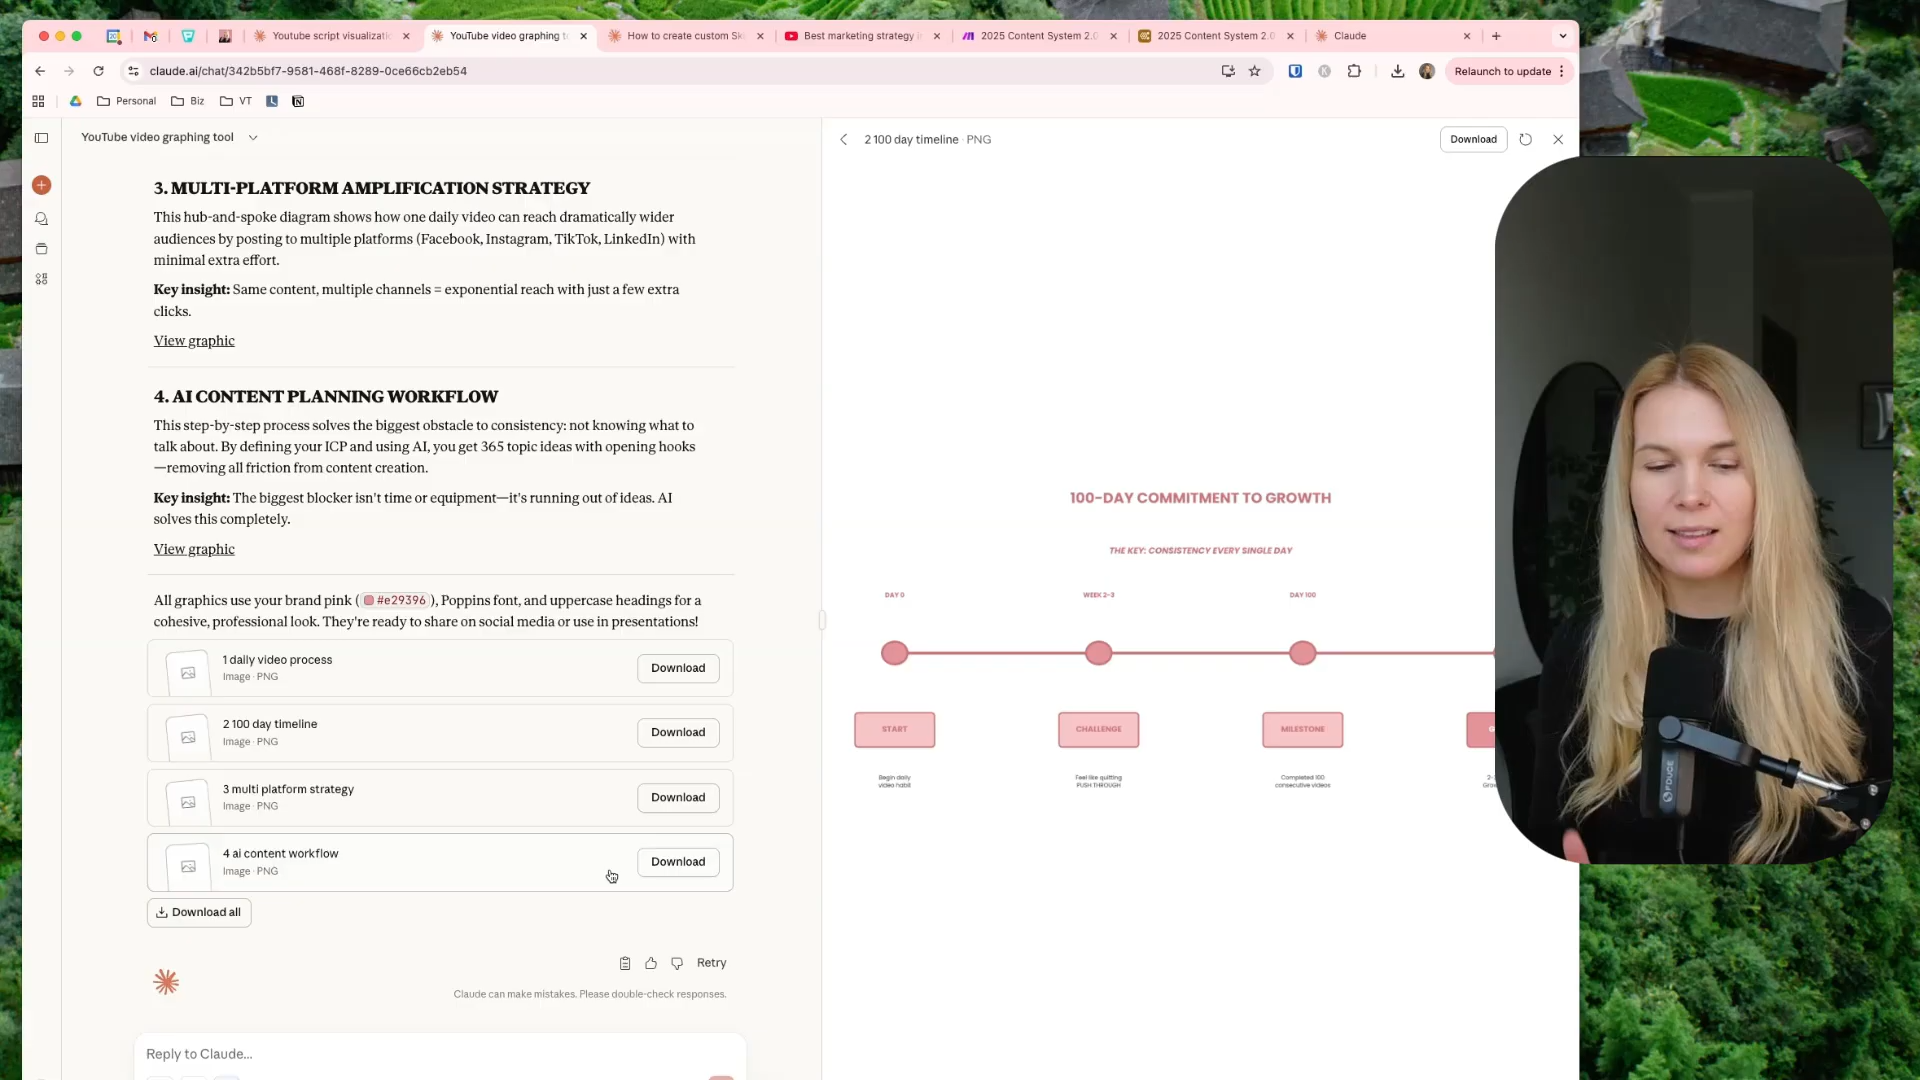 Youtube script visualizati
YouTube video graphing to
How to create custom Sk
Best marketing strategy i
2025 Content System 2.0
2025 Content System 2.0
Claude
claude.ai/chat/342b5bf7-9581-468f-8289-0ce66cb2eb54
Relaunch to update
Personal
Biz
VT
YouTube video graphing tool
3. MULTI-PLATFORM AMPLIFICATION STRATEGY
This hub-and-spoke diagram shows how one daily video can reach dramatically wider
audiences by posting to multiple platforms (Facebook, Instagram, TikTok, LinkedIn) with
minimal extra effort.
Key insight: Same content, multiple channels = exponential reach with just a few extra
clicks.
View graphic
4. AI CONTENT PLANNING WORKFLOW
This step-by-step process solves the biggest obstacle to consistency: not knowing what to
talk about. By defining your ICP and using AI, you get 365 topic ideas with opening hooks
—removing all friction from content creation.
Key insight: The biggest blocker isn't time or equipment—it's running out of ideas. AI
solves this completely.
View graphic
All graphics use your brand pink ( #e29396 ), Poppins font, and uppercase headings for a
cohesive, professional look. They're ready to share on social media or use in presentations!
1 daily video process
Image · PNG
Download
2 100 day timeline
Image · PNG
Download
3 multi platform strategy
Image · PNG
Download
4 ai content workflow
Image · PNG
Download
Download all
Retry
Claude can make mistakes. Please double-check responses.
Reply to Claude...
2 100 day timeline · PNG
Download
100-DAY COMMITMENT TO GROWTH
THE KEY: CONSISTENCY EVERY SINGLE DAY
DAY 0
WEEK 2-3
DAY 100
START
CHALLENGE
MILESTONE
G
Begin daily
video habit
Feel like quitting
PUSH THROUGH
Completed 100
consecutive videos
2-
Grow
FDUCE